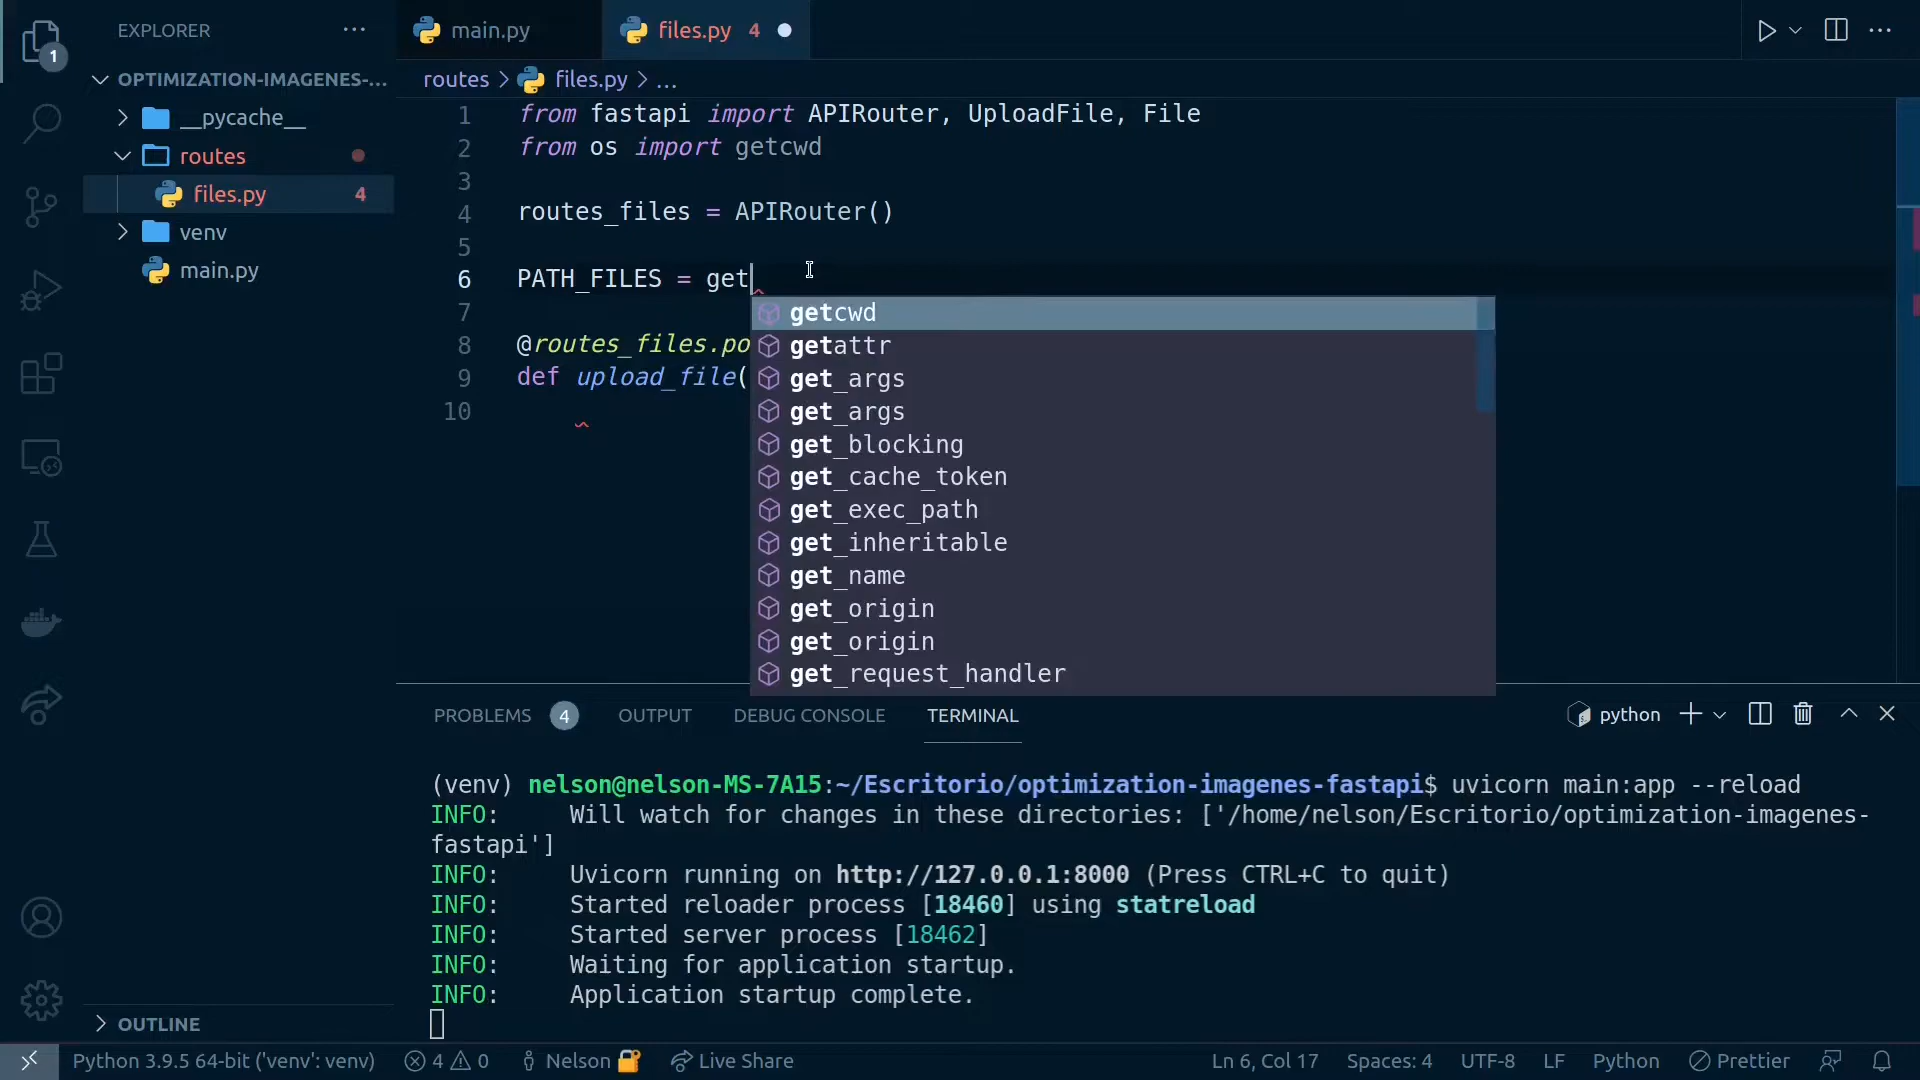 EXPLORER
main.py
files.py 4
1
OPTIMIZATION-IMAGENES-...
__pycache__
routes
files.py 4
venv
main.py
OUTLINE
routes > files.py > ...
1 from fastapi import APIRouter, UploadFile, File
2 from os import getcwd
3
4 routes_files = APIRouter()
5
6 PATH_FILES = get
7
8 @routes_files.po
9 def upload_file(
10
getcwd
getattr
get_args
get_args
get_blocking
get_cache_token
get_exec_path
get_inheritable
get_name
get_origin
get_origin
get_request_handler
PROBLEMS 4 OUTPUT DEBUG CONSOLE TERMINAL
python
(venv) nelson@nelson-MS-7A15:~/Escritorio/optimization-imagenes-fastapi$ uvicorn main:app --reload
INFO: Will watch for changes in these directories: ['/home/nelson/Escritorio/optimization-imagenes-
fastapi']
INFO: Uvicorn running on http://127.0.0.1:8000 (Press CTRL+C to quit)
INFO: Started reloader process [18460] using statreload
INFO: Started server process [18462]
INFO: Waiting for application startup.
INFO: Application startup complete.
Python 3.9.5 64-bit ('venv': venv) 4 0 Nelson Live Share Ln 6, Col 17 Spaces: 4 UTF-8 LF Python Prettier